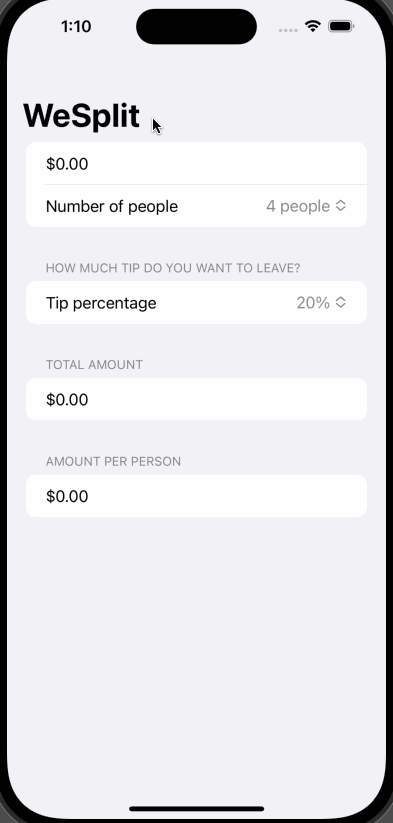 1:10
WeSplit
$0.00
Number of people 4 people
HOW MUCH TIP DO YOU WANT TO LEAVE?
Tip percentage 20%
TOTAL AMOUNT
$0.00
AMOUNT PER PERSON
$0.00